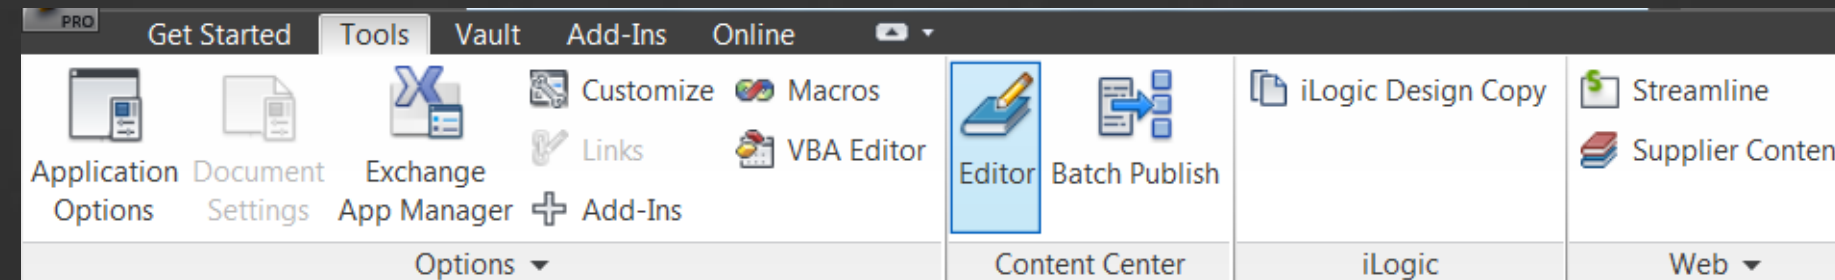 PRO
Get Started Tools Vault Add-Ins Online
Application Options
Document Settings
Exchange App Manager
Customize
Links
Add-Ins
Macros
VBA Editor
Options
Editor
Batch Publish
Content Center
iLogic Design Copy
iLogic
Streamline
Supplier Conten
Web